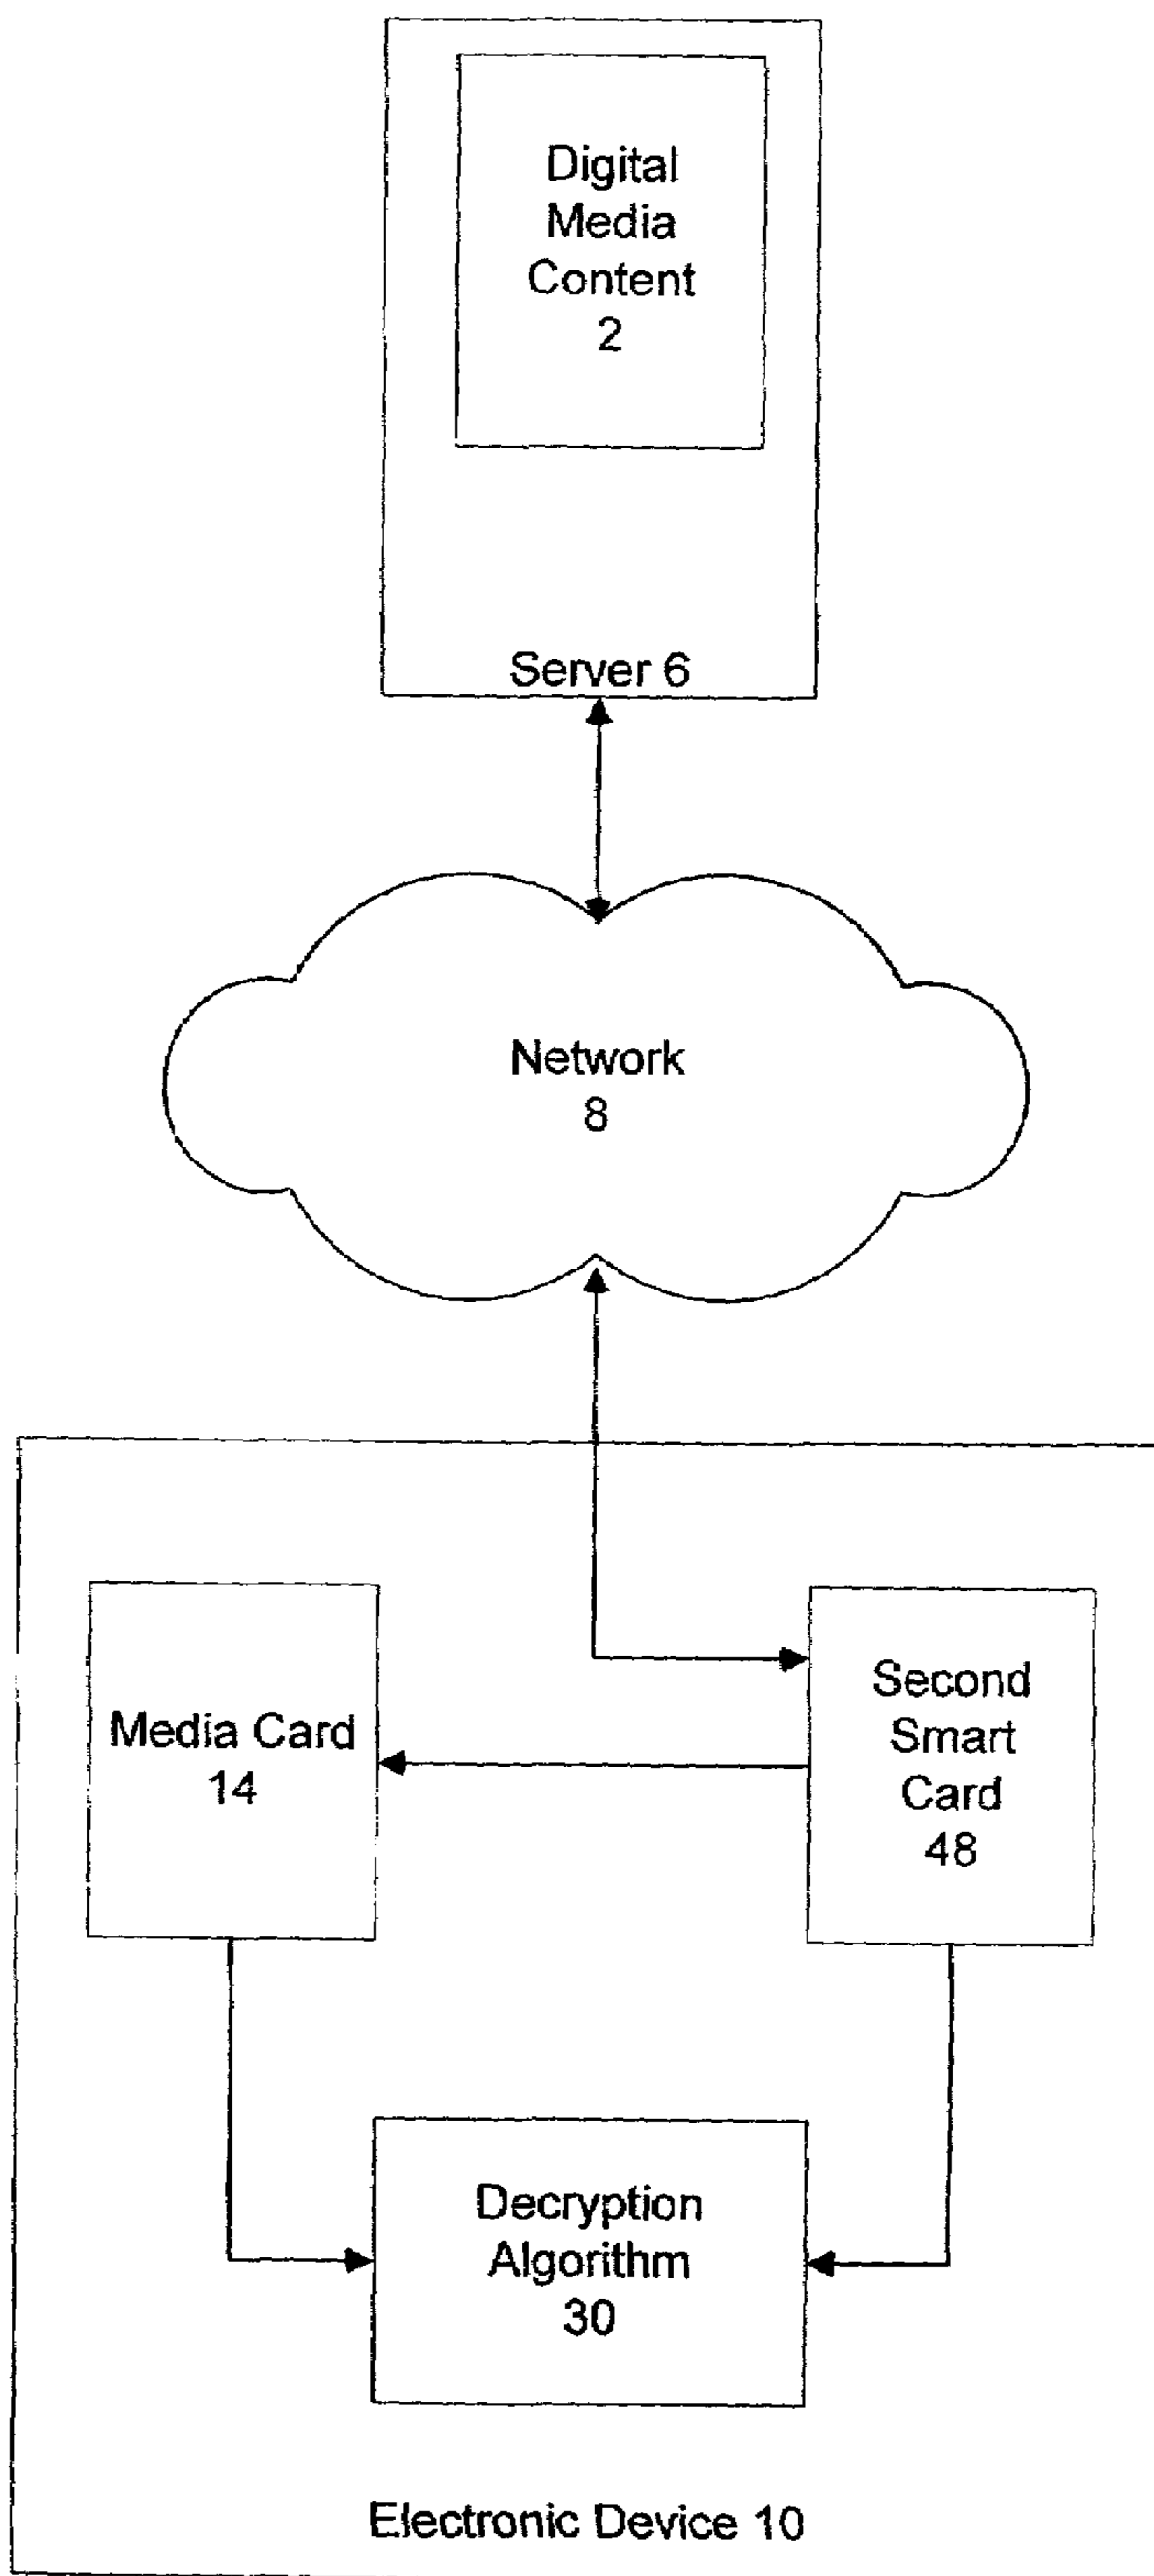 Digital
Media
Content
2
Server 6
Network
8
Media Card
14
Second
Smart
Card
48
Decryption
Algorithm
30
Electronic Device 10